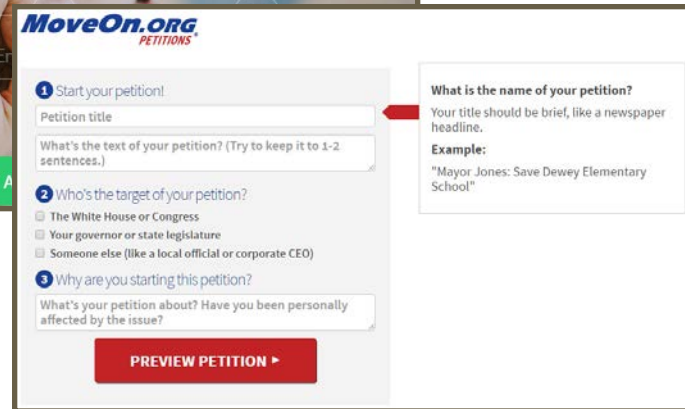 MoveOn.ORG
PETITIONS
1 Start your petition!
Petition title
What's the text of your petition? (Try to keep it to 1-2
sentences.)
2 Who's the target of your petition?
The White House or Congress
Your governor or state legislature
Someone else (like a local official or corporate CEO)
3 Why are you starting this petition?
What's your petition about? Have you been personally
affected by the issue?
PREVIEW PETITION
What is the name of your petition?
Your title should be brief, like a newspaper
headline.
Example:
"Mayor Jones: Save Dewey Elementary
School"